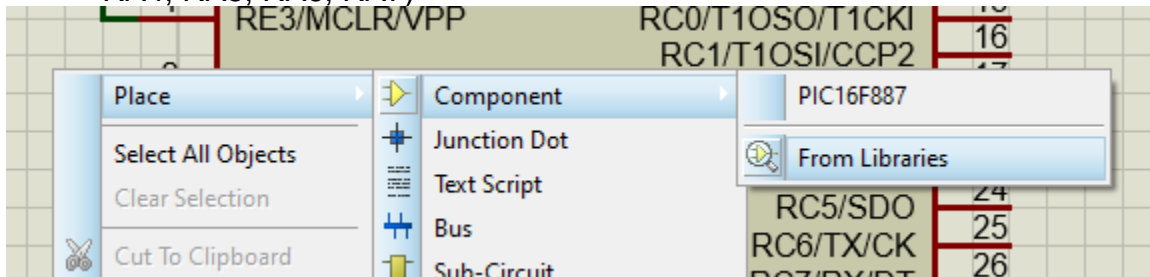 RE3/MCLR/VPP RC0/T1OSO/T1CKI
RC1/T1OSI/CCP2 16
Place Component PIC16F887
Select All Objects Junction Dot
From Libraries
Clear Selection Text Script
RC5/SDO 24
Bus 25
Cut To Clipboard RC6/TX/CK
Sub-Circuit 26